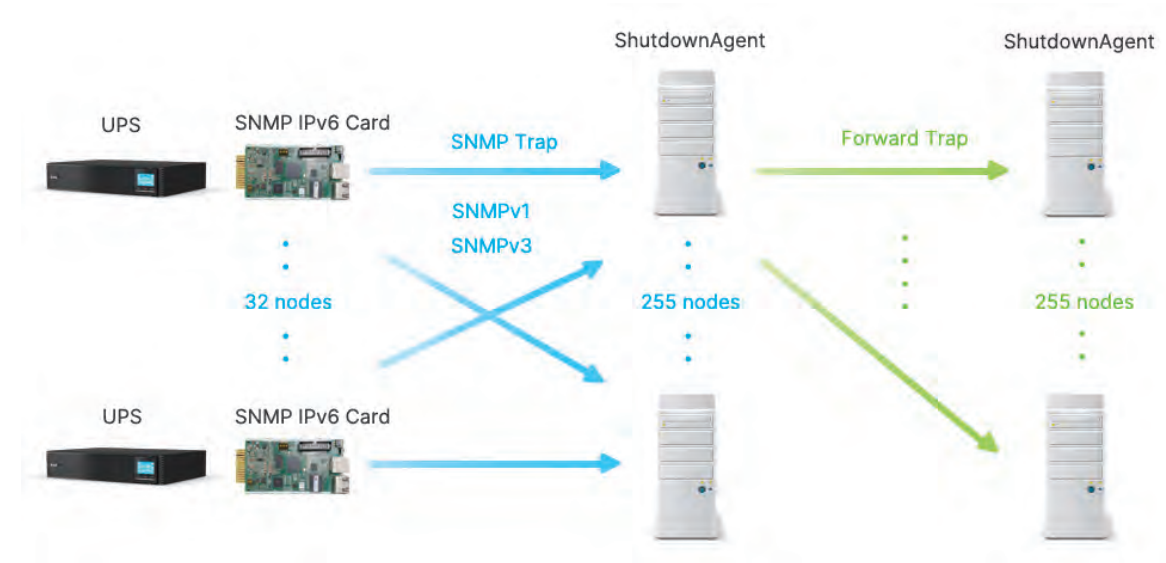 ShutdownAgent
ShutdownAgent
UPS
SNMP IPv6 Card
SNMP Trap
Forward Trap
SNMPv1
SNMPv3
32 nodes
255 nodes
255 nodes
UPS
SNMP IPv6 Card